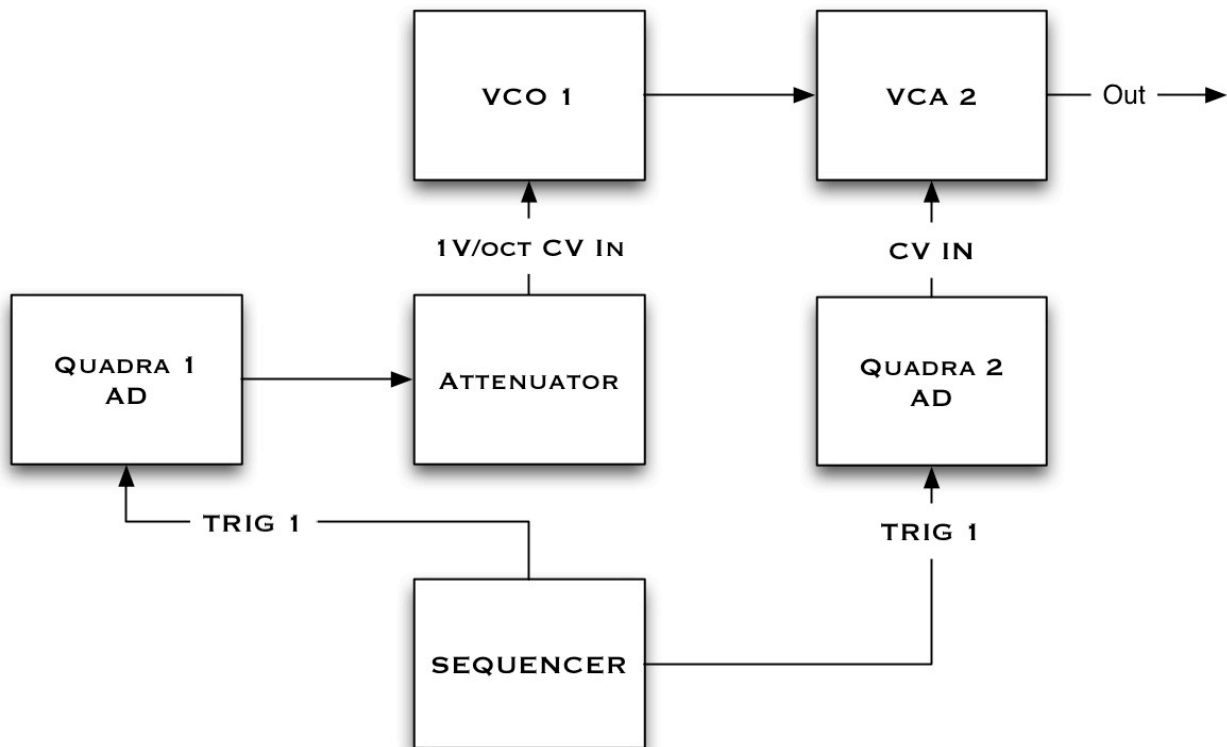 VCO 1
VCA 2
Out
1V/OCT CV IN
CV IN
QUADRA 1
AD
ATTENUATOR
QUADRA 2
AD
TRIG 1
TRIG 1
SEQUENCER